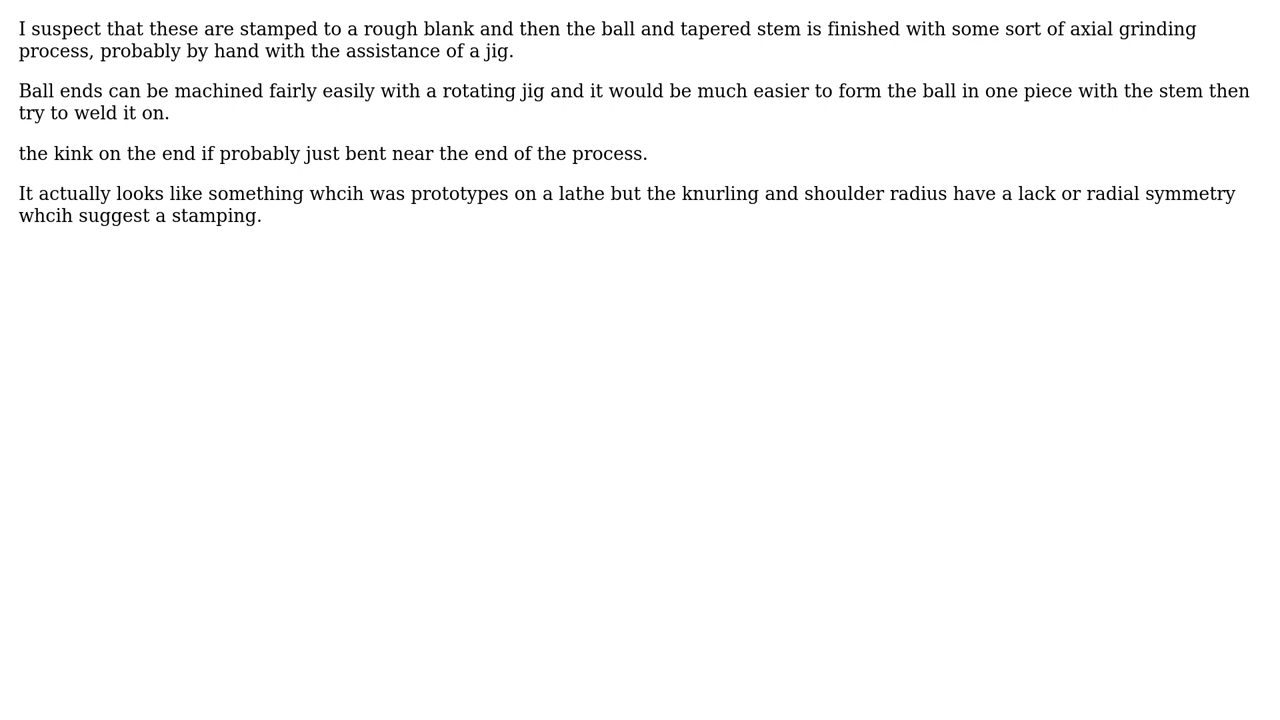 I suspect that these are stamped to a rough blank and then the ball and tapered stem is finished with some sort of axial grinding
process, probably by hand with the assistance of a jig.
Ball ends can be machined fairly easily with a rotating jig and it would be much easier to form the ball in one piece with the stem then
try to weld it on.
the kink on the end if probably just bent near the end of the process.
It actually looks like something whcih was prototypes on a lathe but the knurling and shoulder radius have a lack or radial symmetry
whcih suggest a stamping.